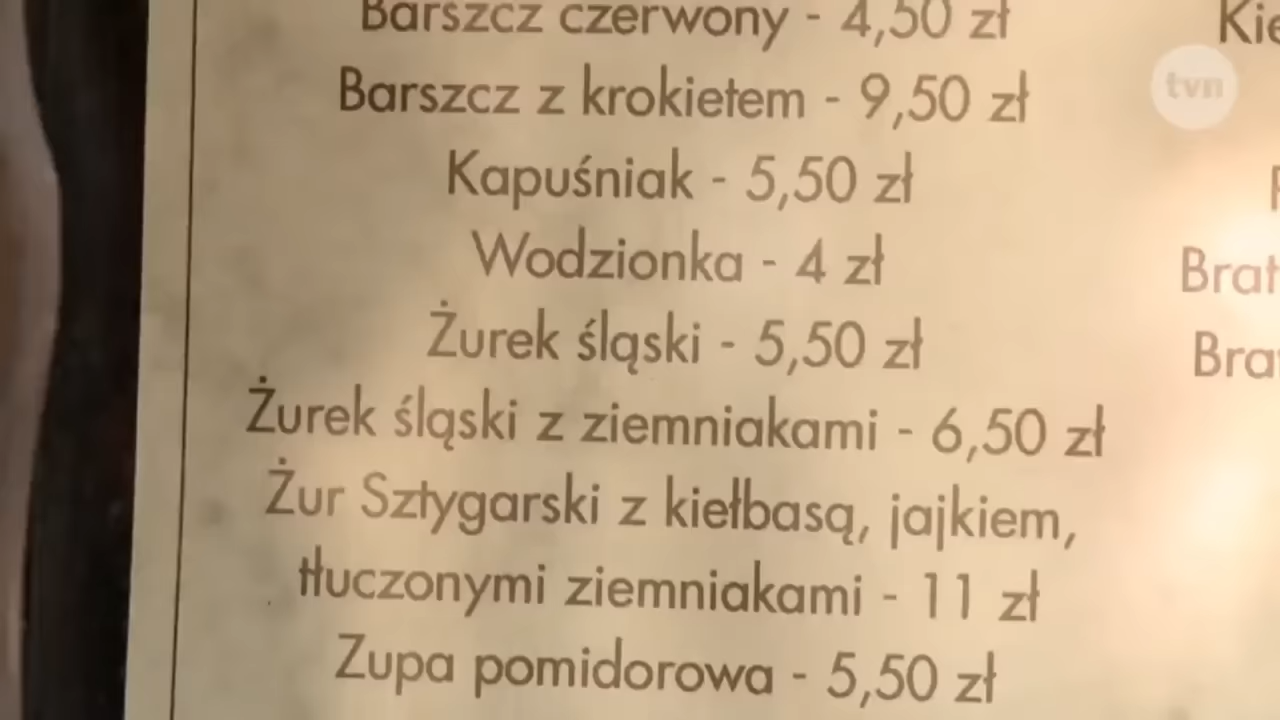 Barszcz czerwony - 4,50 zł
Barszcz z krokietem - 9,50 zł
Kapuśniak - 5,50 zł
Wodzionka - 4 zł
Żurek śląski - 5,50 zł
Żurek śląski z ziemniakami - 6,50 zł
Żur Sztygarski z kiełbasą, jajkiem,
tłuczonymi ziemniakami - 11 zł
Zupa pomidorowa - 5,50 zł
tvn